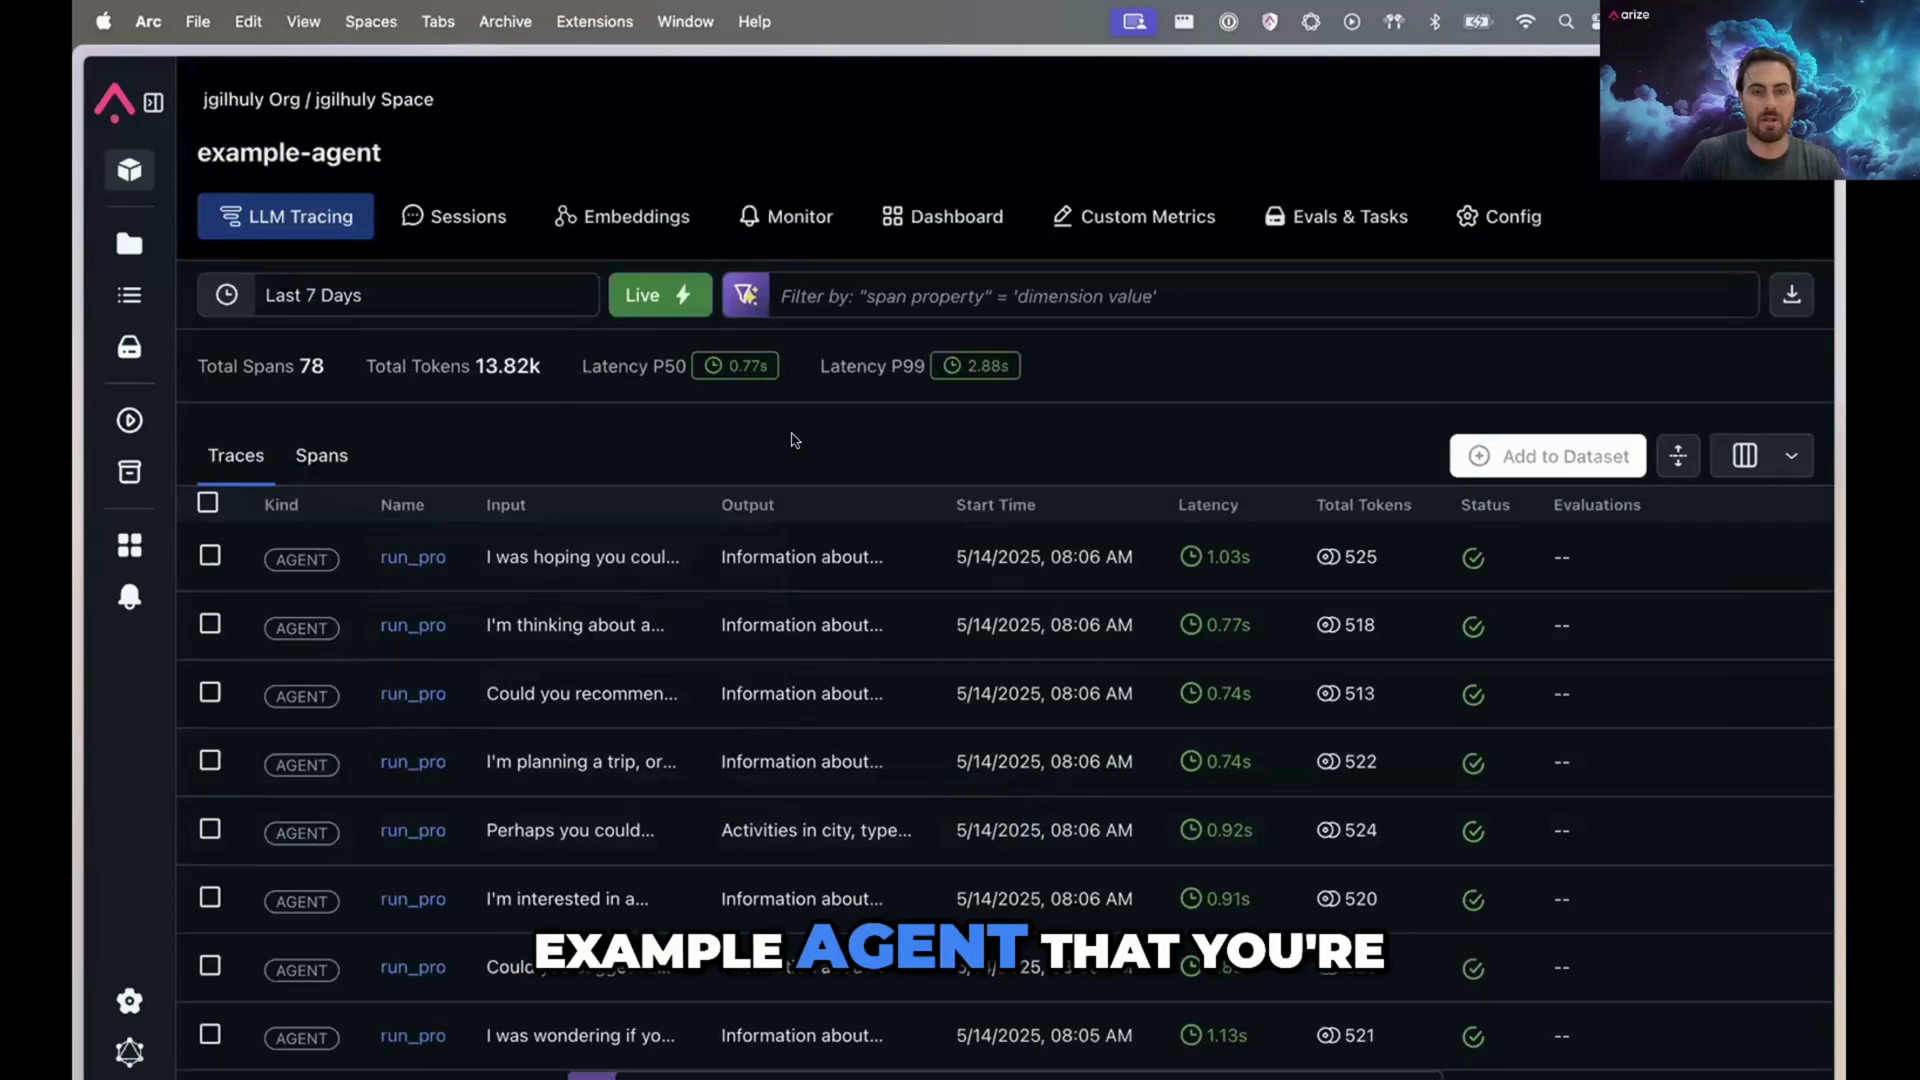 Arc File Edit View Spaces Tabs Archive Extensions Window Help
arize
jgilhuly Org / jgilhuly Space
example-agent
LLM Tracing Sessions Embeddings Monitor Dashboard Custom Metrics Evals & Tasks Config
Last 7 Days Live Filter by: "span property" = 'dimension value'
Total Spans 78 Total Tokens 13.82k Latency P50 0.77s Latency P99 2.88s
Traces Spans Add to Dataset
Kind Name Input Output Start Time Latency Total Tokens Status Evaluations
AGENT run_pro I was hoping you coul... Information about... 5/14/2025, 08:06 AM 1.03s 525 --
AGENT run_pro I'm thinking about a... Information about... 5/14/2025, 08:06 AM 0.77s 518 --
AGENT run_pro Could you recommen... Information about... 5/14/2025, 08:06 AM 0.74s 513 --
AGENT run_pro I'm planning a trip, or... Information about... 5/14/2025, 08:06 AM 0.74s 522 --
AGENT run_pro Perhaps you could... Activities in city, type... 5/14/2025, 08:06 AM 0.92s 524 --
AGENT run_pro I'm interested in a... Information about... 5/14/2025, 08:06 AM 0.91s 520 --
EXAMPLE AGENT THAT YOU'RE
AGENT run_pro --
AGENT run_pro I was wondering if yo... Information about... 5/14/2025, 08:05 AM 1.13s 521 --